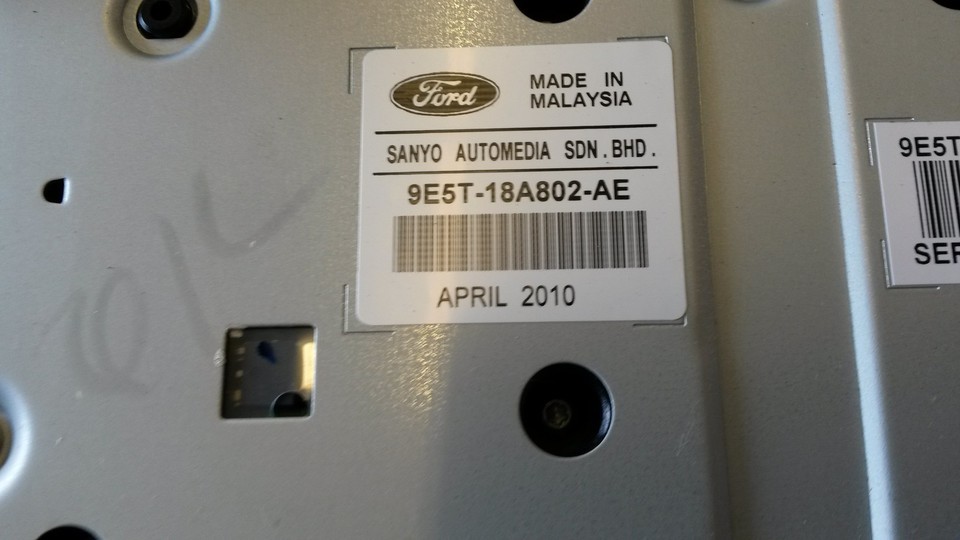 Ford
MADE IN
MALAYSIA
SANYO AUTOMEDIA SDN.BHD.
9E5T-18A802-AE
APRIL 2010
9E5T
SER